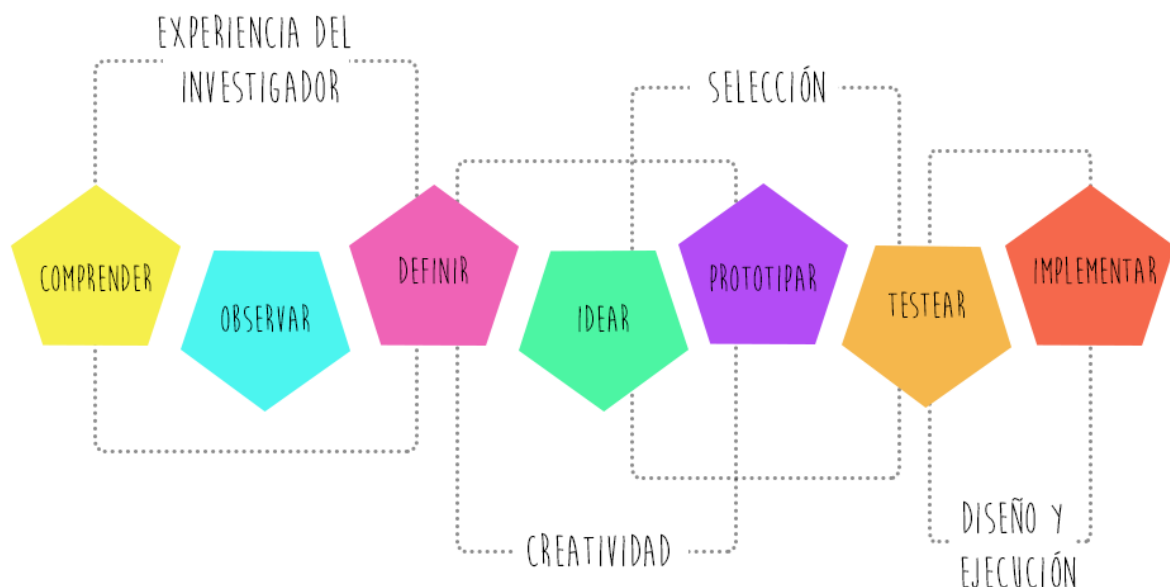 EXPERIENCIA DEL
INVESTIGADOR
SELECCIÓN
COMPRENDER
OBSERVAR
DEFINIR
IDEAR
PROTOTIPAR
TESTEAR
IMPLEMENTAR
CREATIVIDAD
DISEÑO Y
EJECUCIÓN